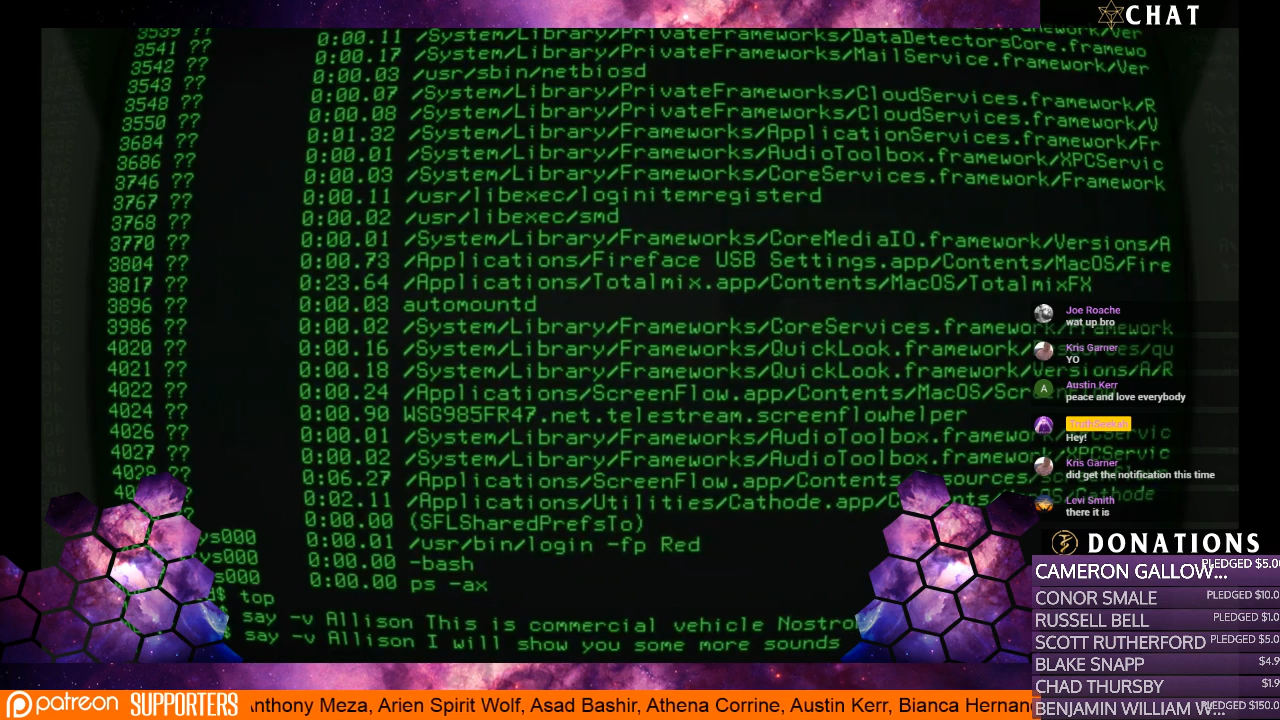 3539 ??
3541 ?? 0:00.11 /System/Library/PrivateFrameworks/DataDetectorsCore.framewo
3542 ?? 0:00.17 /System/Library/PrivateFrameworks/MailService.framework/Ver
3543 ?? 0:00.03 /usr/sbin/netbiosd
3548 ?? 0:00.07 /System/Library/PrivateFrameworks/CloudServices.framework/R
3550 ?? 0:00.08 /System/Library/PrivateFrameworks/CloudServices.framework/V
3684 ?? 0:01.32 /System/Library/Frameworks/ApplicationServices.framework/Fr
3686 ?? 0:00.01 /System/Library/Frameworks/AudioToolbox.framework/XPCServic
3746 ?? 0:00.03 /System/Library/Frameworks/CoreServices.framework/Framework
3767 ?? 0:00.11 /usr/libexec/loginitemregisterd
3768 ?? 0:00.02 /usr/libexec/smd
3770 ?? 0:00.01 /System/Library/Frameworks/CoreMediaIO.framework/Versions/A
3804 ?? 0:00.73 /Applications/Fireface USB Settings.app/Contents/MacOS/Fire
3817 ?? 0:23.64 /Applications/Totalmix.app/Contents/MacOS/TotalmixFX
3896 ?? 0:00.03 automountd
3986 ?? 0:00.02 /System/Library/Frameworks/CoreServices.framework/Framework
4020 ?? 0:00.16 /System/Library/Frameworks/QuickLook.framework/
4021 ?? 0:00.18 /System/Library/Frameworks/QuickLook.framework/Versions/A/R
4022 ?? 0:00.24 /Applications/ScreenFlow.app/Contents/MacOS/
4024 ?? 0:00.90 WSG985FR47.net.telestream.screenflowhelper
4026 ?? /System/Library/Frameworks/AudioToolbox.framework/
4027 ?? 0:00.02 /System/Library/Frameworks/AudioToolbox.framework/XPCServic
4028 ?? 0:06.27 /Applications/ScreenFlow.app/
0:02.11 /Applications/Utilities/Cathode.app/
0:00.00 (SFLSharedPrefsTo)
ys000 0:00.01 /usr/bin/login -fp Red
ys000 0:00.00 -bash
s000 0:00.00 ps -ax
$ top
$ say -v Allison This is commercial vehicle Nostro
$ say -v Allison I will show you some more sounds
CHAT
Joe Roache
wat up bro
Kris Garner
YO
Austin Kerr
peace and love everybody
TruthSeekah
Hey!
Kris Garner
did get the notification this time
Levi Smith
there it is
DONATIONS
CAMERON GALLOW... PLEDGED $5.00
CONOR SMALE PLEDGED $10.0
RUSSELL BELL PLEDGED $1.0
SCOTT RUTHERFORD PLEDGED $5.0
BLAKE SNAPP $4.9
CHAD THURSBY $1.9
BENJAMIN WILLIAM W... PLEDGED $150.0
patreon SUPPORTERS Anthony Meza, Arien Spirit Wolf, Asad Bashir, Athena Corrine, Austin Kerr, Bianca Hernan